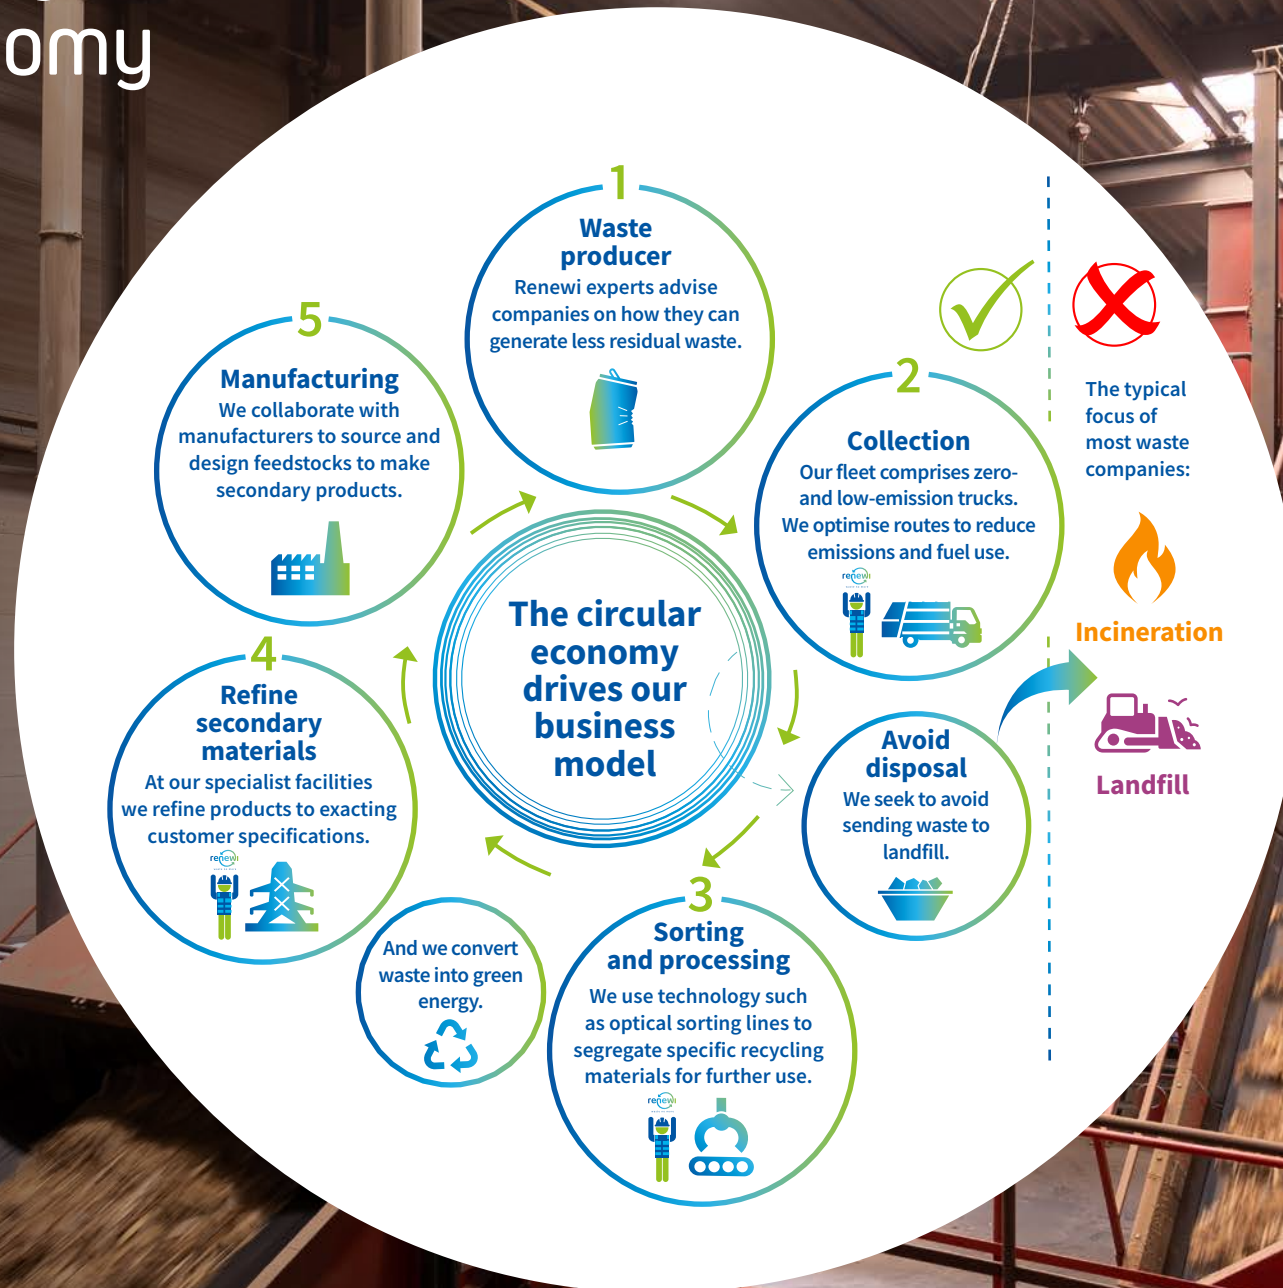 omy
1
Waste
producer
Renewi experts advise
companies on how they can
generate less residual waste.
2
Collection
Our fleet comprises zero-
and low-emission trucks.
We optimise routes to reduce
emissions and fuel use.
renewi
Avoid
disposal
We seek to avoid
sending waste to
landfill.
3
Sorting
and processing
We use technology such
as optical sorting lines to
segregate specific recycling
materials for further use.
renewi
And we convert
waste into green
energy.
4
Refine
secondary
materials
At our specialist facilities
we refine products to exacting
customer specifications.
renewi
5
Manufacturing
We collaborate with
manufacturers to source and
design feedstocks to make
secondary products.
The circular
economy
drives our
business
model
The typical
focus of
most waste
companies:
Incineration
Landfill